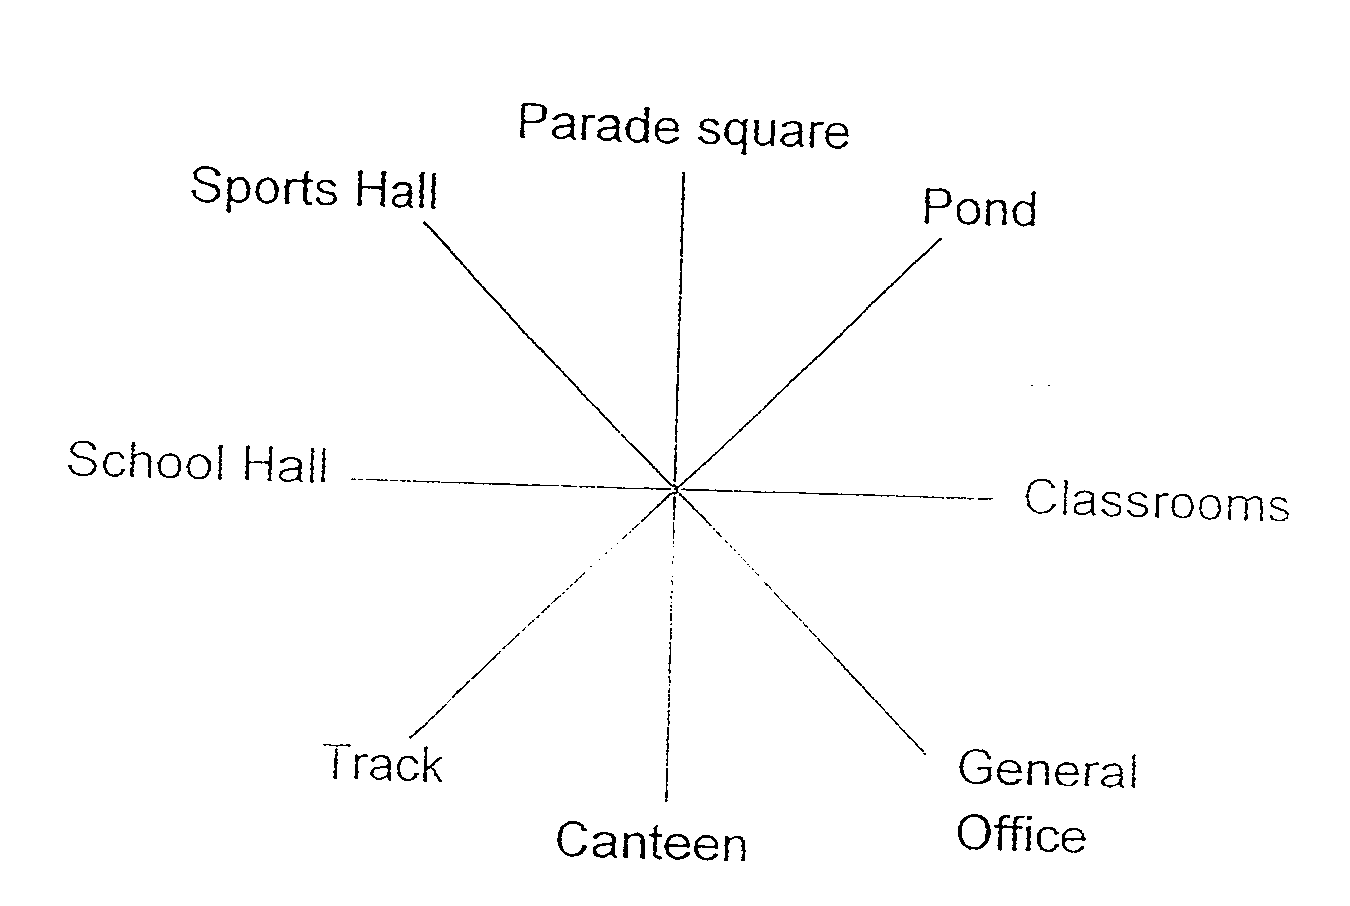 Parade square
Sports Hall
Pond
School Hall
Classrooms
Track
General
Office
Canteen